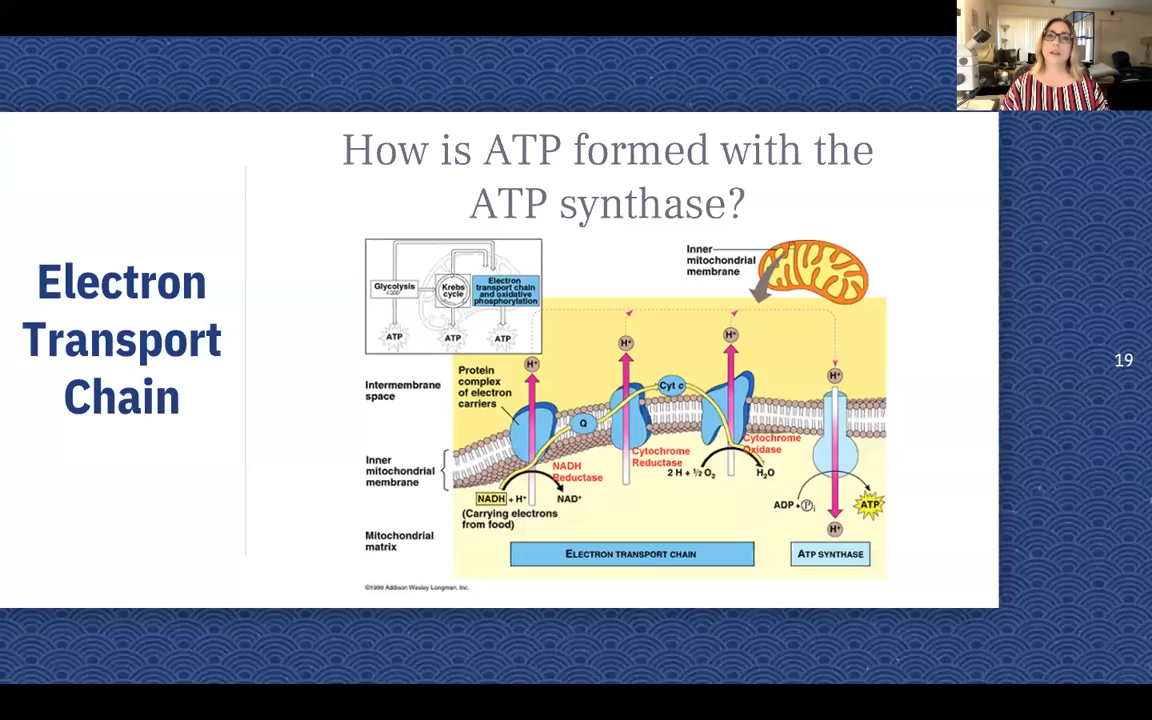 How is ATP formed with the
ATP synthase?
Electron
Transport
Chain
19
Glycolysis
Krebs
cycle
Electron
transport chain
and oxidative
phosphorylation
ATP
ATP
ATP
Inner
mitochondrial
membrane
H⁺
H⁺
H⁺
H⁺
Protein
complex
of electron
carriers
Intermembrane
space
Cyt c
Q
Inner
mitochondrial
membrane
NADH
Reductase
Cytochrome
Reductase
Cytochrome
Oxidase
2 H + ½ O₂
H₂O
NADH + H⁺
NAD⁺
(Carrying electrons
from food)
ADP + Pᵢ
ATP
H⁺
Mitochondrial
matrix
ELECTRON TRANSPORT CHAIN
ATP SYNTHASE
©1999 Addison Wesley Longman, Inc.